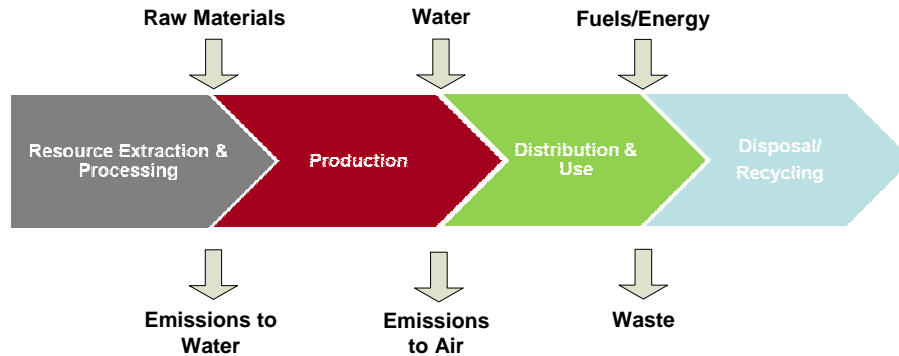 Raw Materials
Water
Fuels/Energy
Resource Extraction &
Processing
Production
Distribution &
Use
Disposal/
Recycling
Emissions to
Water
Emissions
to Air
Waste